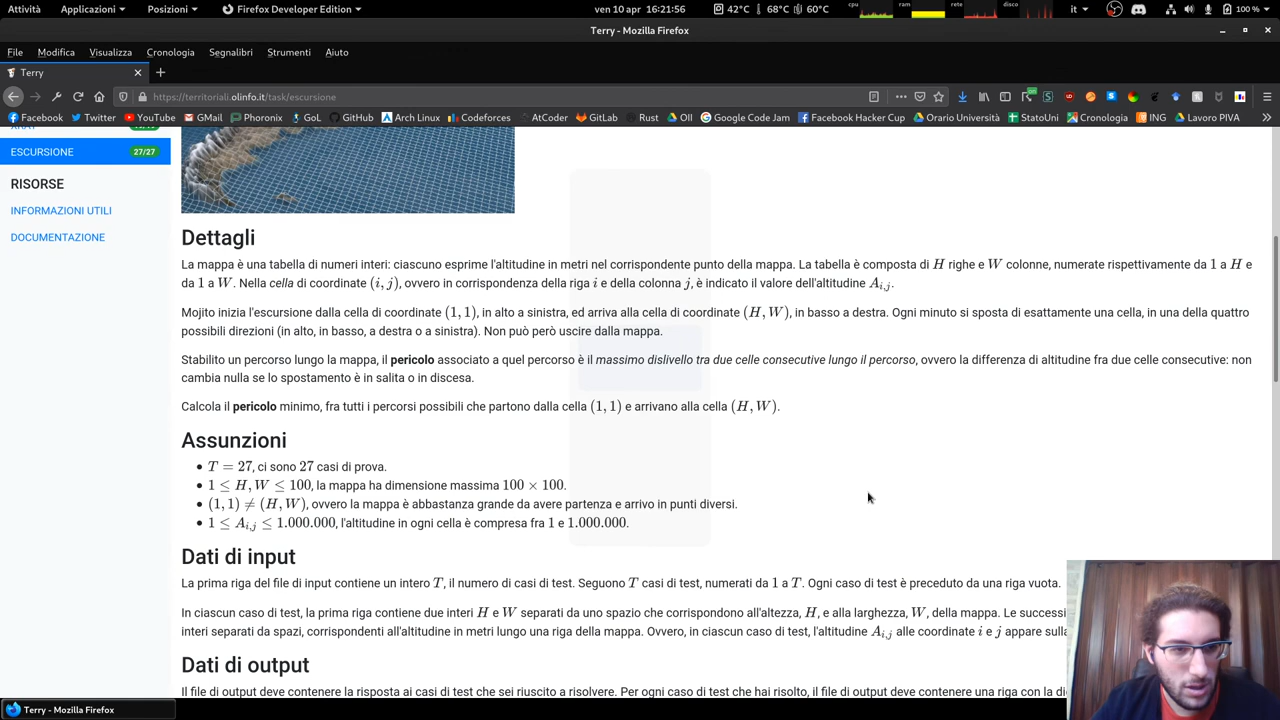 Attività Applicazioni Posizioni Firefox Developer Edition ven 10 apr 16:21:56 42°C 68°C 60°C cpu ram rete disco it 100 %
Terry - Mozilla Firefox
File Modifica Visualizza Cronologia Segnalibri Strumenti Aiuto
Terry
https://territoriali.olinfo.it/task/escursione
Facebook Twitter YouTube GMail Phoronix GoL GitHub Arch Linux Codeforces AtCoder GitLab Rust OII Google Code Jam Facebook Hacker Cup Orario Università StatoUni Cronologia ING Lavoro PIVA
ESCURSIONE 27/27
RISORSE
INFORMAZIONI UTILI
DOCUMENTAZIONE
Dettagli
La mappa è una tabella di numeri interi: ciascuno esprime l'altitudine in metri nel corrispondente punto della mappa. La tabella è composta di H righe e W colonne, numerate rispettivamente da 1 a H e
da 1 a W. Nella cella di coordinate (i, j), ovvero in corrispondenza della riga i e della colonna j, è indicato il valore dell'altitudine A_{i,j}.
Mojito inizia l'escursione dalla cella di coordinate (1, 1), in alto a sinistra, ed arriva alla cella di coordinate (H, W), in basso a destra. Ogni minuto si sposta di esattamente una cella, in una della quattro
possibili direzioni (in alto, in basso, a destra o a sinistra). Non può però uscire dalla mappa.
Stabilito un percorso lungo la mappa, il pericolo associato a quel percorso è il massimo dislivello tra due celle consecutive lungo il percorso, ovvero la differenza di altitudine fra due celle consecutive: non
cambia nulla se lo spostamento è in salita o in discesa.
Calcola il pericolo minimo, fra tutti i percorsi possibili che partono dalla cella (1, 1) e arrivano alla cella (H, W).
Assunzioni
• T = 27, ci sono 27 casi di prova.
• 1 ≤ H, W ≤ 100, la mappa ha dimensione massima 100 × 100.
• (1, 1) ≠ (H, W), ovvero la mappa è abbastanza grande da avere partenza e arrivo in punti diversi.
• 1 ≤ A_{i,j} ≤ 1.000.000, l'altitudine in ogni cella è compresa fra 1 e 1.000.000.
Dati di input
La prima riga del file di input contiene un intero T, il numero di casi di test. Seguono T casi di test, numerati da 1 a T. Ogni caso di test è preceduto da una riga vuota.
In ciascun caso di test, la prima riga contiene due interi H e W separati da uno spazio che corrispondono all'altezza, H, e alla larghezza, W, della mappa. Le successi
interi separati da spazi, corrispondenti all'altitudine in metri lungo una riga della mappa. Ovvero, in ciascun caso di test, l'altitudine A_{i,j} alle coordinate i e j appare sulla
Dati di output
Il file di output deve contenere la risposta ai casi di test che sei riuscito a risolvere. Per ogni caso di test che hai risolto, il file di output deve contenere una riga con la di
Terry - Mozilla Firefox